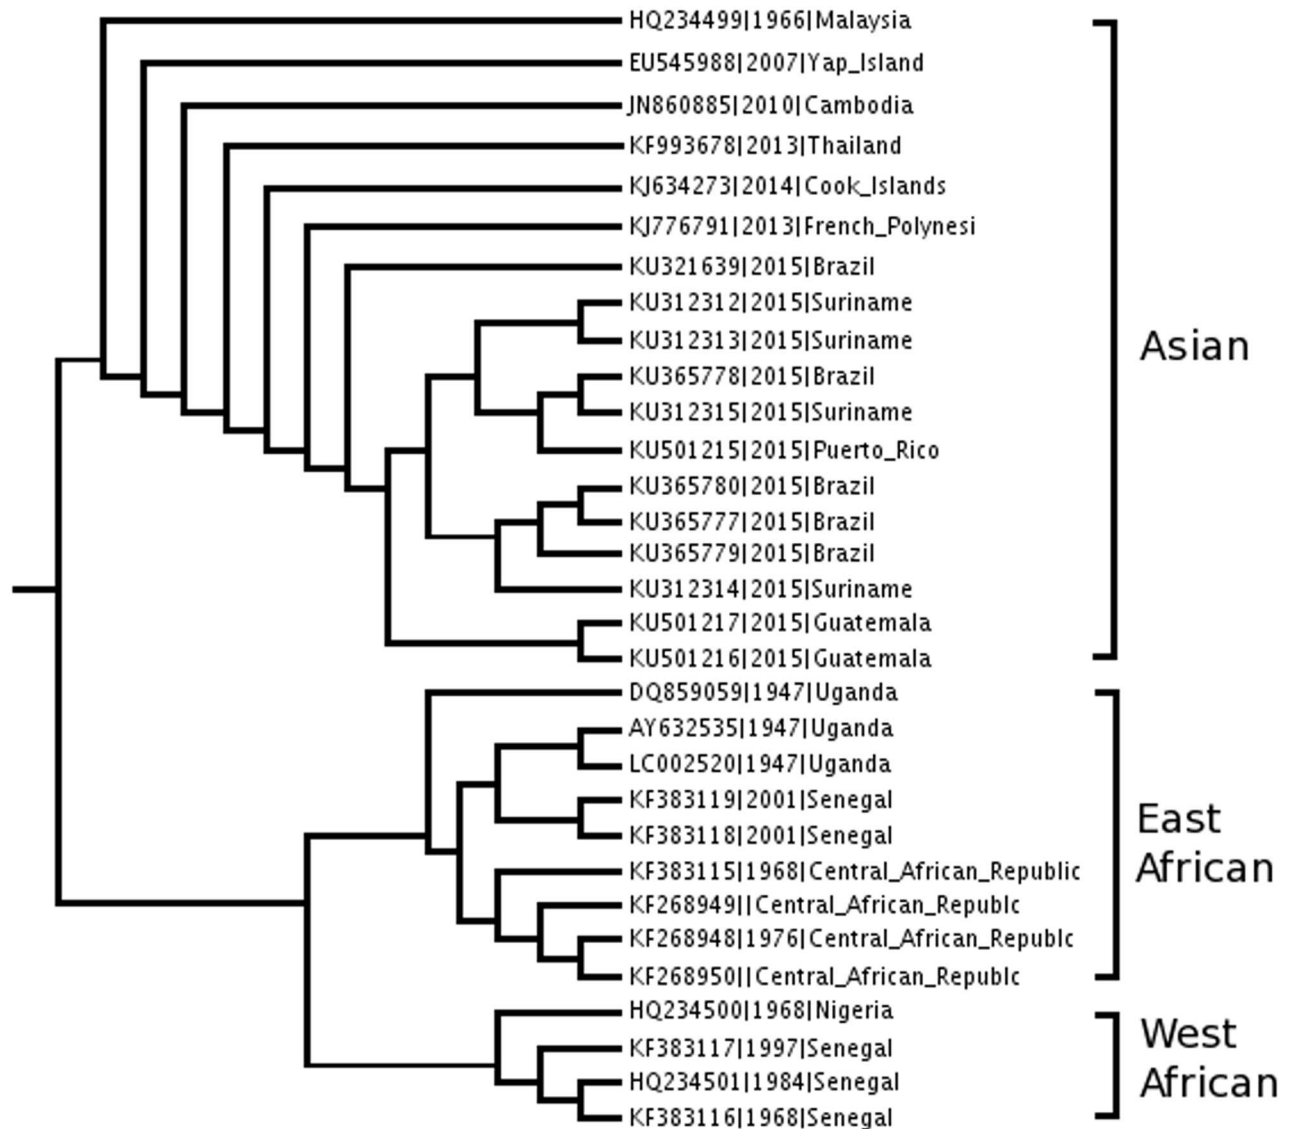 HQ234499|1966|Malaysia
EU545988|2007|Yap_Island
JN860885|2010|Cambodia
KF993678|2013|Thailand
KJ634273|2014|Cook_Islands
KJ776791|2013|French_Polynesi
KU321639|2015|Brazil
KU312312|2015|Suriname
KU312313|2015|Suriname
Asian
KU365778|2015|Brazil
KU312315|2015|Suriname
KU501215|2015|Puerto_Rico
KU365780|2015|Brazil
KU365777|2015|Brazil
KU365779|2015|Brazil
KU312314|2015|Suriname
KU501217|2015|Guatemala
KU501216|2015|Guatemala
DQ859059|1947|Uganda
AY632535|1947|Uganda
LC002520|1947|Uganda
KF383119|2001|Senegal
KF383118|2001|Senegal
East
African
KF383115|1968|Central_African_Republic
KF268949||Central_African_Republc
KF268948|1976|Central_African_Republc
KF268950||Central_African_Republc
HQ234500|1968|Nigeria
KF383117|1997|Senegal
HQ234501|1984|Senegal
KF383116|1968|Senegal
West
African